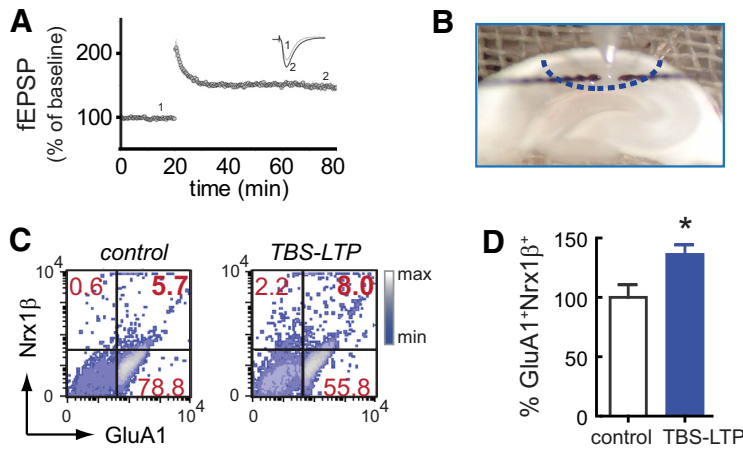 A
fEPSP
(% of baseline)
200
100
1
1
2
2
0 20 40 60 80
time (min)
B
C
control
TBS-LTP
Nrx1β
10⁴
0
0.6
5.7
78.8
0
10⁴
GluA1
10⁴
0
2.2
8.0
55.8
0
10⁴
max
min
D
% GluA1⁺Nrx1β⁺
150
100
50
0
*
control TBS-LTP